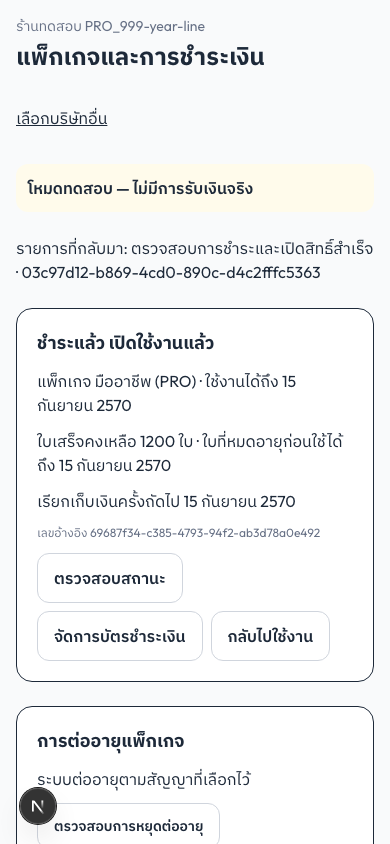 ร้านทดสอบ PRO_999-year-line
แพ็กเกจและการชำระเงิน
เลือกบริษัทอื่น
โหมดทดสอบ — ไม่มีการรับเงินจริง
รายการที่กลับมา: ตรวจสอบการชำระและเปิดสิทธิ์สำเร็จ
· 03c97d12-b869-4cd0-890c-d4c2fffc5363
ชำระแล้ว เปิดใช้งานแล้ว
แพ็กเกจ มืออาชีพ (PRO) · ใช้งานได้ถึง 15
กันยายน 2570
ใบเสร็จคงเหลือ 1200 ใบ · ใบที่หมดอายุก่อนใช้ได้
ถึง 15 กันยายน 2570
เรียกเก็บเงินครั้งถัดไป 15 กันยายน 2570
เลขอ้างอิง 69687f34-c385-4793-94f2-ab3d78a0e492
ตรวจสอบสถานะ
จัดการบัตรชำระเงิน กลับไปใช้งาน
การต่ออายุแพ็กเกจ
ระบบต่ออายุตามสัญญาที่เลือกไว้
N
ตรวจสอบการหยุดต่ออายุ